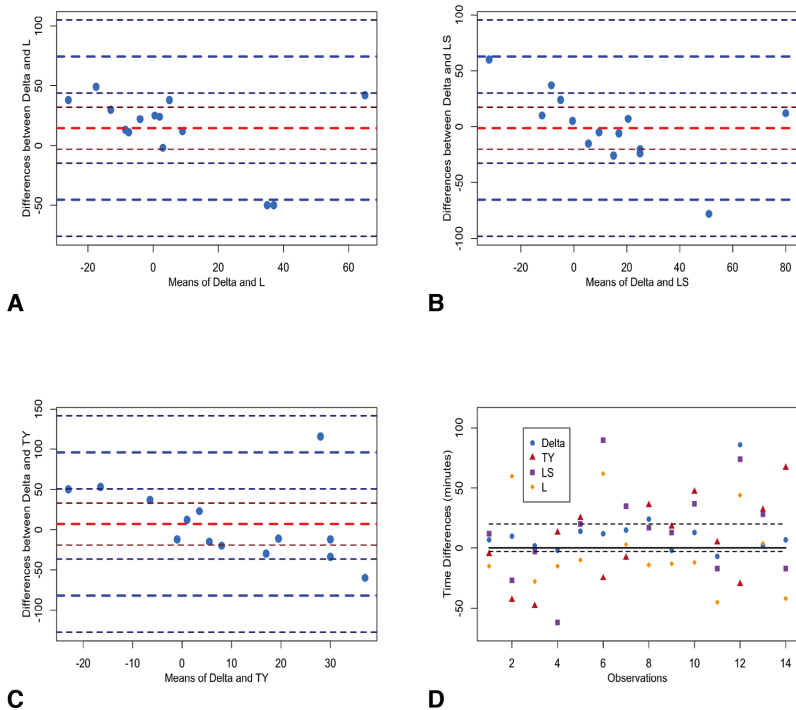 Differences between Delta and L
100
50
0
-50
-20
0
20
40
60
Means of Delta and L
A
Differences between Delta and LS
100
50
0
-50
-100
-20
0
20
40
60
80
Means of Delta and LS
B
Differences between Delta and TY
150
100
50
0
-50
-100
-20
-10
0
10
20
30
Means of Delta and TY
C
Time Differences (minutes)
100
50
0
-50
Delta
TY
LS
L
2
4
6
8
10
12
14
Observations
D